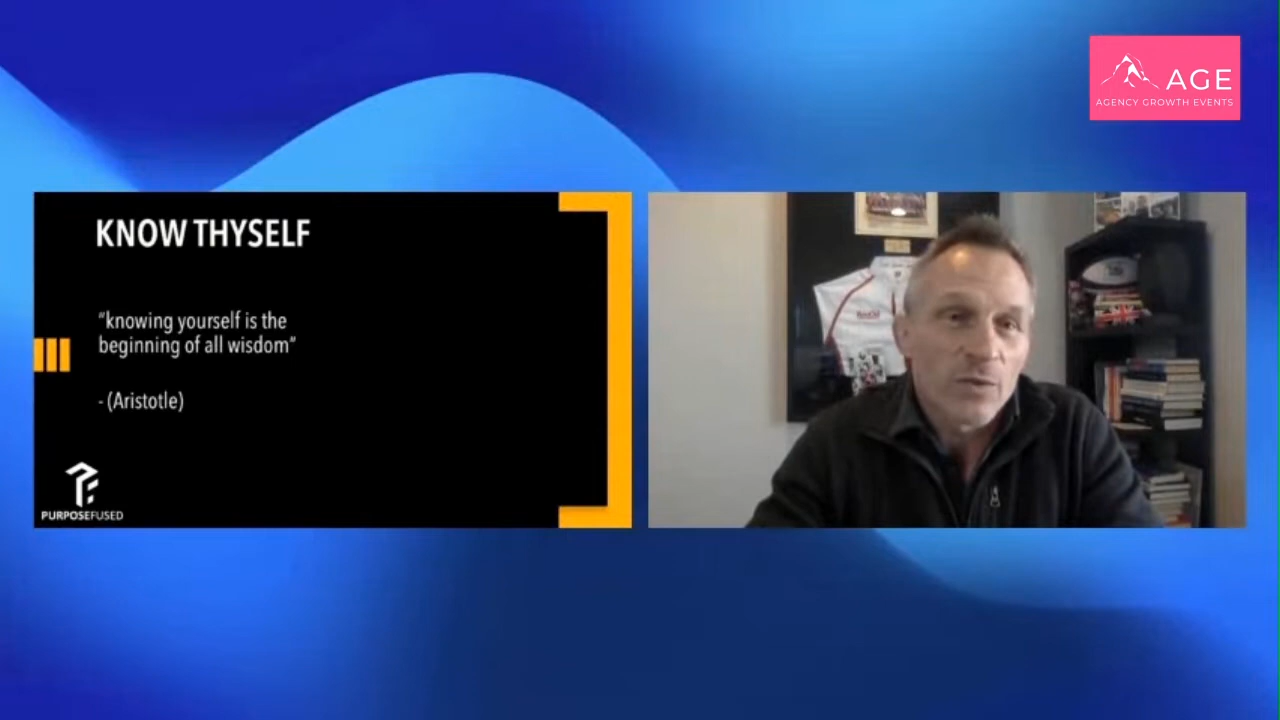 AGE
AGENCY GROWTH EVENTS
KNOW THYSELF
“knowing yourself is the
beginning of all wisdom”
- (Aristotle)
PURPOSEFUSED